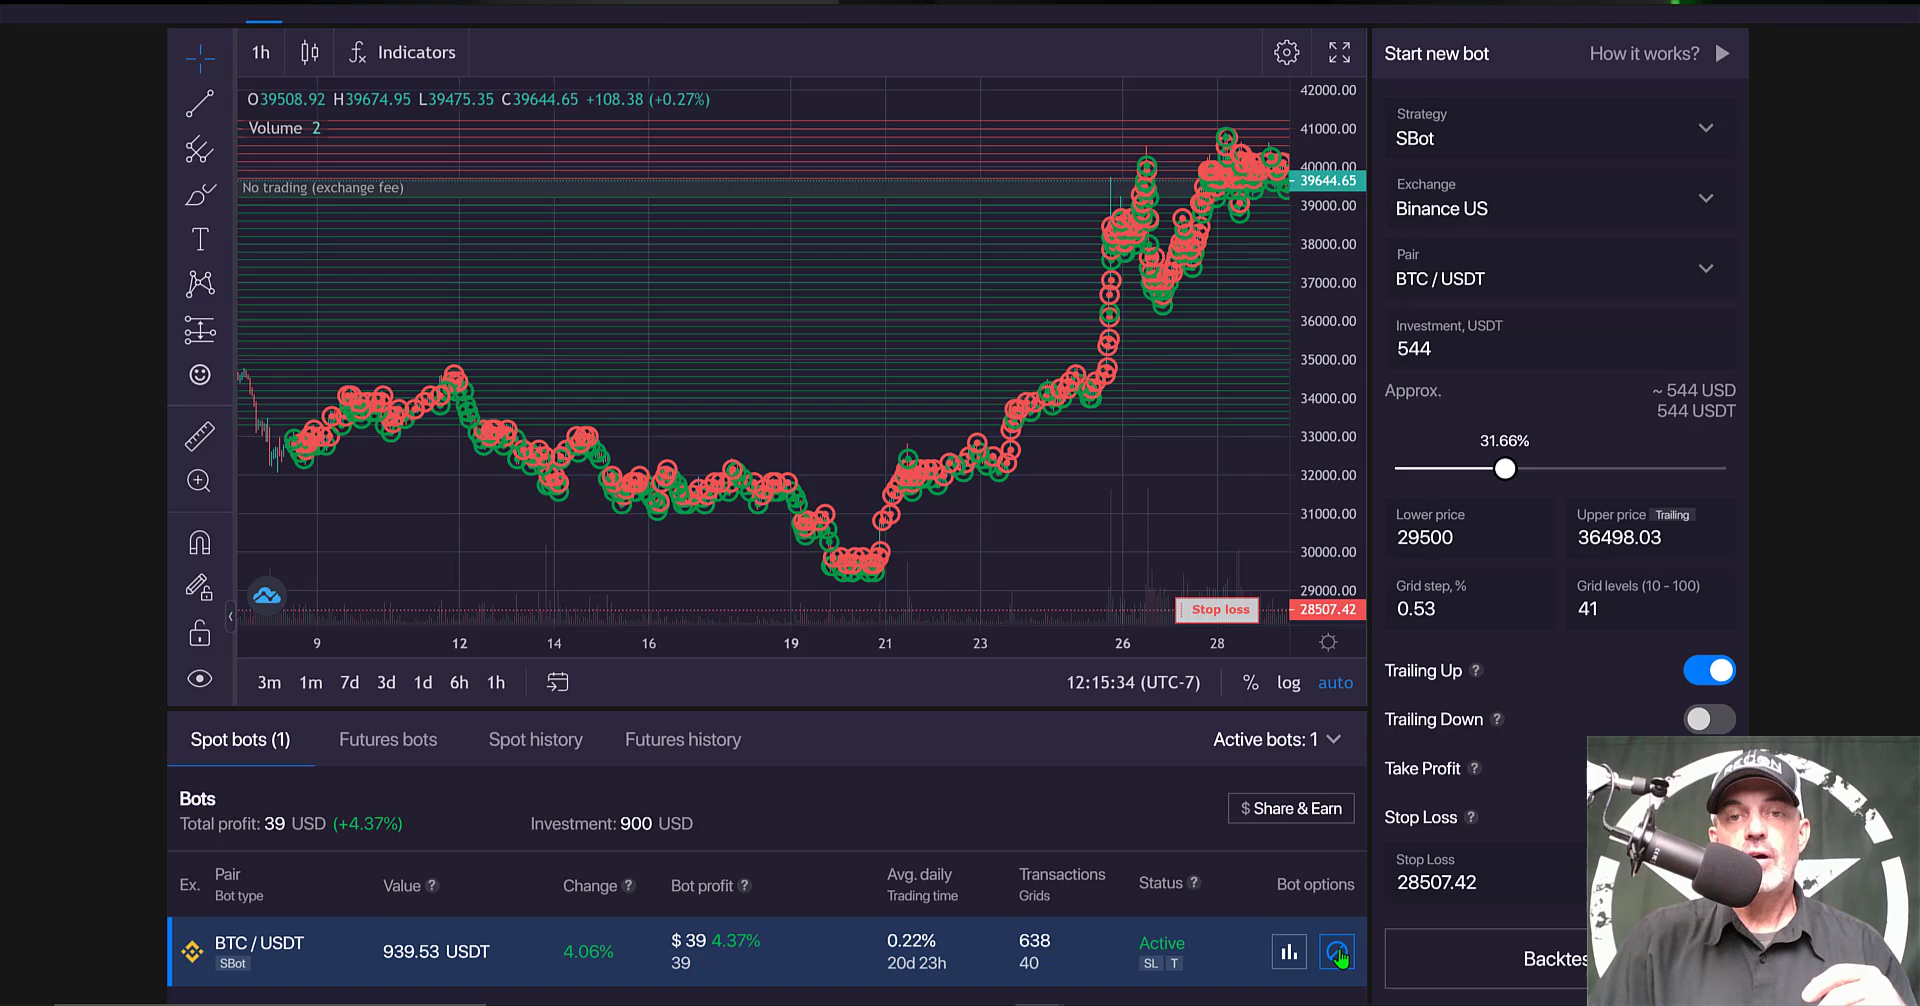 1h
Indicators
O39508.92 H39674.95 L39475.35 C39644.65 +108.38 (+0.27%)
Volume 2
No trading (exchange fee)
42000.00
41000.00
40000.00
39644.65
39000.00
38000.00
37000.00
36000.00
35000.00
34000.00
33000.00
32000.00
31000.00
30000.00
29000.00
Stop loss
28507.42
9 12 14 16 19 21 23 26 28
3m 1m 7d 3d 1d 6h 1h
12:15:34 (UTC-7) % log auto
Start new bot How it works?
Strategy
SBot
Exchange
Binance US
Pair
BTC / USDT
Investment, USDT
544
Approx. ~ 544 USD
544 USDT
31.66%
Lower price
29500
Upper price Trailing
36498.03
Grid step, %
0.53
Grid levels (10 - 100)
41
Trailing Up ?
Trailing Down ?
Take Profit ?
Stop Loss ?
Stop Loss
28507.42
Backtes
RECON
Spot bots (1) Futures bots Spot history Futures history Active bots: 1
Bots
Total profit: 39 USD (+4.37%) Investment: 900 USD
$ Share & Earn
Ex.
Pair
Bot type
Value ?
Change ?
Bot profit ?
Avg. daily
Trading time
Transactions
Grids
Status ?
Bot options
BTC / USDT
SBot
939.53 USDT
4.06%
$ 39 4.37%
39
0.22%
20d 23h
638
40
Active
SL T